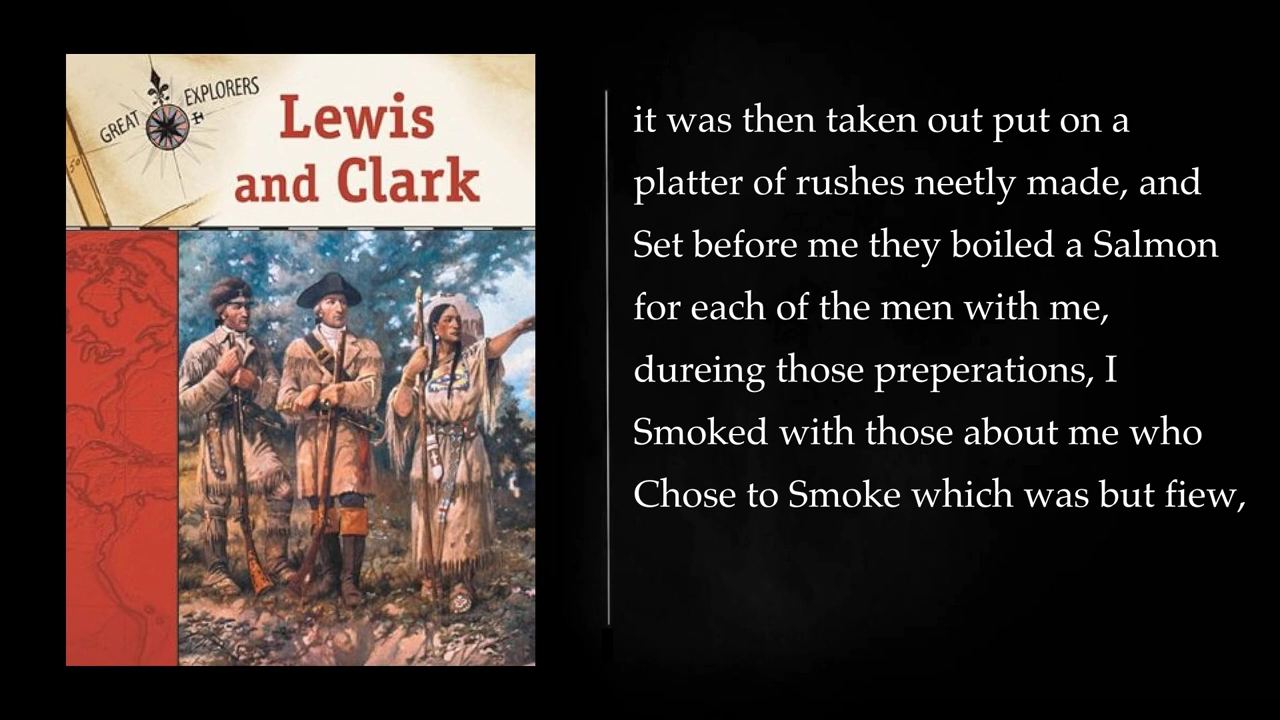 GREAT EXPLORERS
Lewis
and Clark
it was then taken out put on a
platter of rushes neetly made, and
Set before me they boiled a Salmon
for each of the men with me,
dureing those preperations, I
Smoked with those about me who
Chose to Smoke which was but fiew,